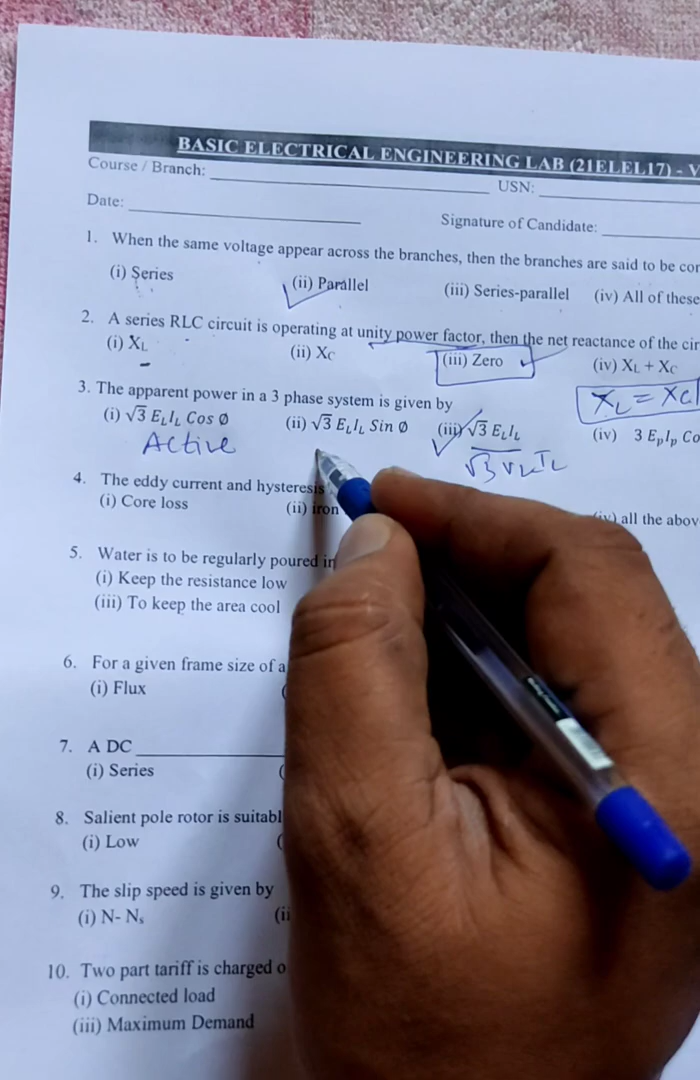 BASIC ELECTRICAL ENGINEERING LAB (21ELEL17) - V
Course / Branch: USN:
Date: Signature of Candidate:
1. When the same voltage appear across the branches, then the branches are said to be
(i) Series (ii) Parallel (iii) Series-parallel (iv) All of these
2. A series RLC circuit is operating at unity power factor, then the net reactance of the
(i) XL (ii) XC (iii) Zero (iv) XL + XC
XL = XC
3. The apparent power in a 3 phase system is given by
(i) √3 ELIL Cos Ø (ii) √3 ELIL Sin Ø (iii) √3 ELIL (iv) 3 EpIp
Active √3 VLIL
4. The eddy current and hysteresis
(i) Core loss (ii) iron (iv) all the
5. Water is to be regularly poured
(i) Keep the resistance low
(iii) To keep the area cool
6. For a given frame size of a
(i) Flux
7. A DC
(i) Series
8. Salient pole rotor is
(i) Low
9. The slip speed is given by
(i) N- Ns
10. Two part tariff is charged
(i) Connected load
(iii) Maximum Demand